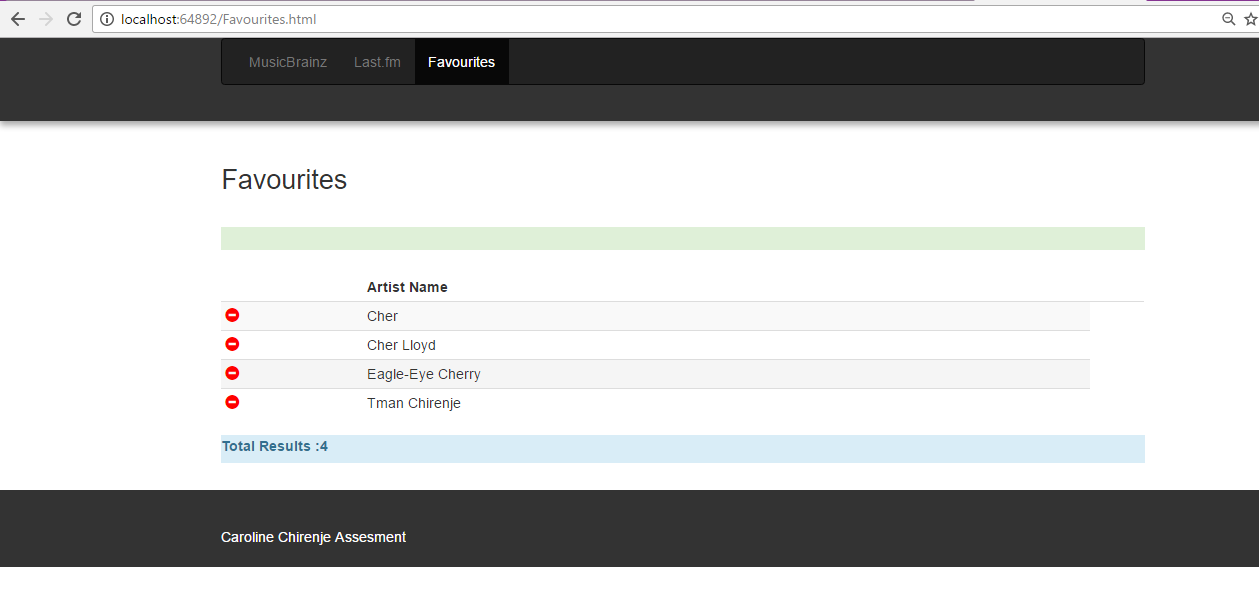 localhost:64892/Favourites.html
MusicBrainz Last.fm Favourites
Favourites
Artist Name
Cher
Cher Lloyd
Eagle-Eye Cherry
Tman Chirenje
Total Results :4
Caroline Chirenje Assesment